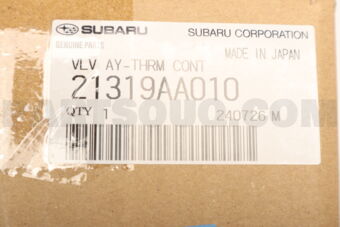 SUBARU SUBARU CORPORATION
GENUINE PARTS MADE IN JAPAN
VLV AY-THRM CONT
21319AA010
QTY 1 240726 M